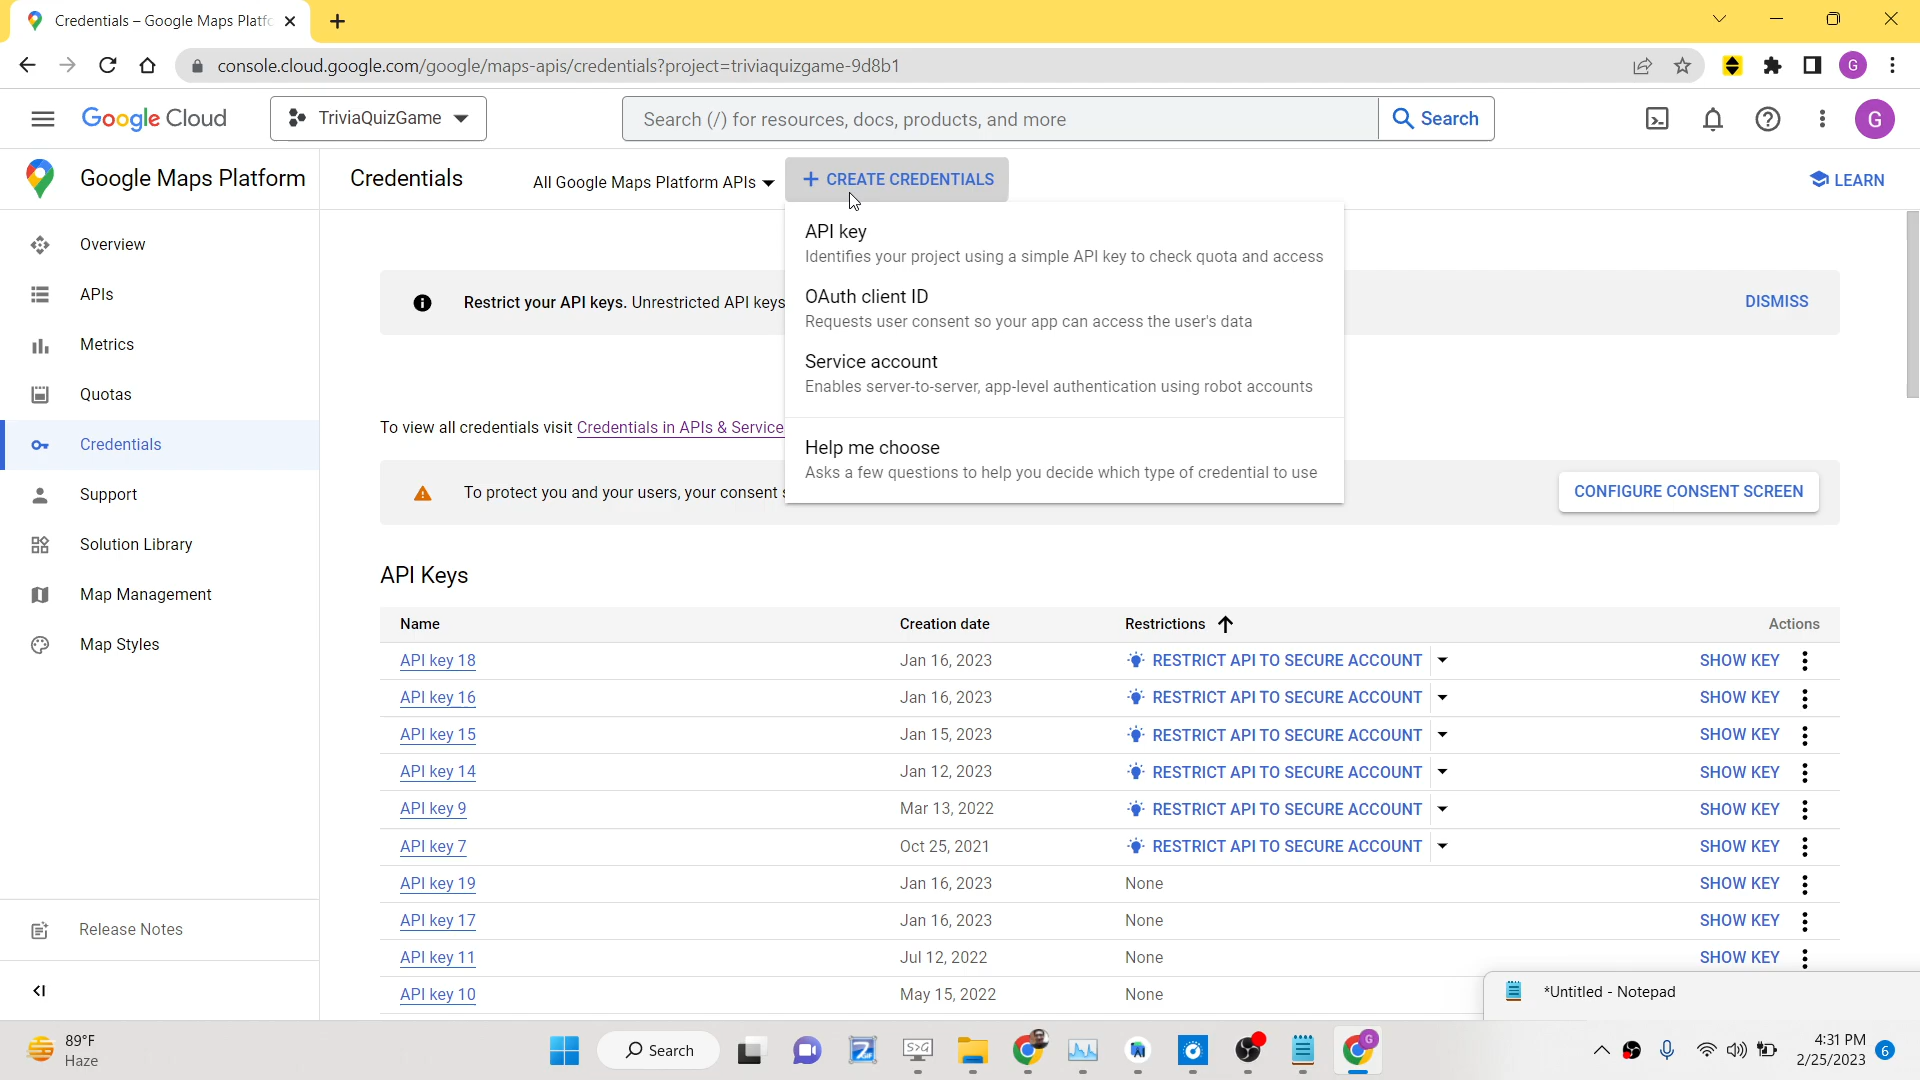 Credentials – Google Maps Platfo
console.cloud.google.com/google/maps-apis/credentials?project=triviaquizgame-9d8b1
G
Google Cloud
TriviaQuizGame
Search (/) for resources, docs, products, and more
Search
G
Google Maps Platform
Credentials
All Google Maps Platform APIs
+ CREATE CREDENTIALS
LEARN
Overview
APIs
Metrics
Quotas
Credentials
Support
Solution Library
Map Management
Map Styles
Release Notes
API key
Identifies your project using a simple API key to check quota and access
OAuth client ID
Requests user consent so your app can access the user's data
Service account
Enables server-to-server, app-level authentication using robot accounts
Help me choose
Asks a few questions to help you decide which type of credential to use
Restrict your API keys. Unrestricted API keys
DISMISS
To view all credentials visit Credentials in APIs & Service
To protect you and your users, your consent s
CONFIGURE CONSENT SCREEN
API Keys
Name Creation date Restrictions Actions
API key 18 Jan 16, 2023 RESTRICT API TO SECURE ACCOUNT SHOW KEY
API key 16 Jan 16, 2023 RESTRICT API TO SECURE ACCOUNT SHOW KEY
API key 15 Jan 15, 2023 RESTRICT API TO SECURE ACCOUNT SHOW KEY
API key 14 Jan 12, 2023 RESTRICT API TO SECURE ACCOUNT SHOW KEY
API key 9 Mar 13, 2022 RESTRICT API TO SECURE ACCOUNT SHOW KEY
API key 7 Oct 25, 2021 RESTRICT API TO SECURE ACCOUNT SHOW KEY
API key 19 Jan 16, 2023 None SHOW KEY
API key 17 Jan 16, 2023 None SHOW KEY
API key 11 Jul 12, 2022 None SHOW KEY
API key 10 May 15, 2022 None
*Untitled - Notepad
89°F
Haze
Search
S>G
G
4:31 PM
2/25/2023
6